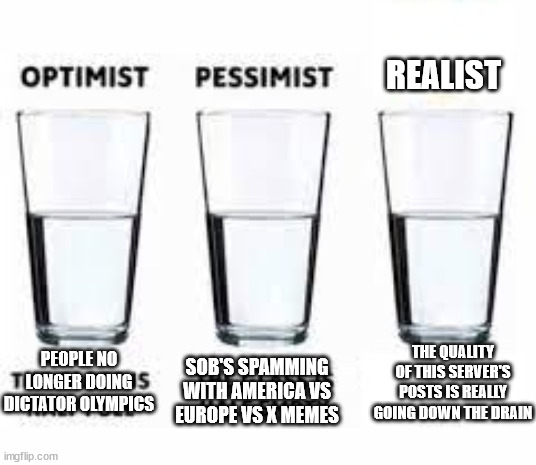 OPTIMIST
PESSIMIST
REALIST
PEOPLE NO
LONGER DOING
DICTATOR OLYMPICS
SOB'S SPAMMING
WITH AMERICA VS
EUROPE VS X MEMES
THE QUALITY
OF THIS SERVER'S
POSTS IS REALLY
GOING DOWN THE DRAIN
imgflip.com